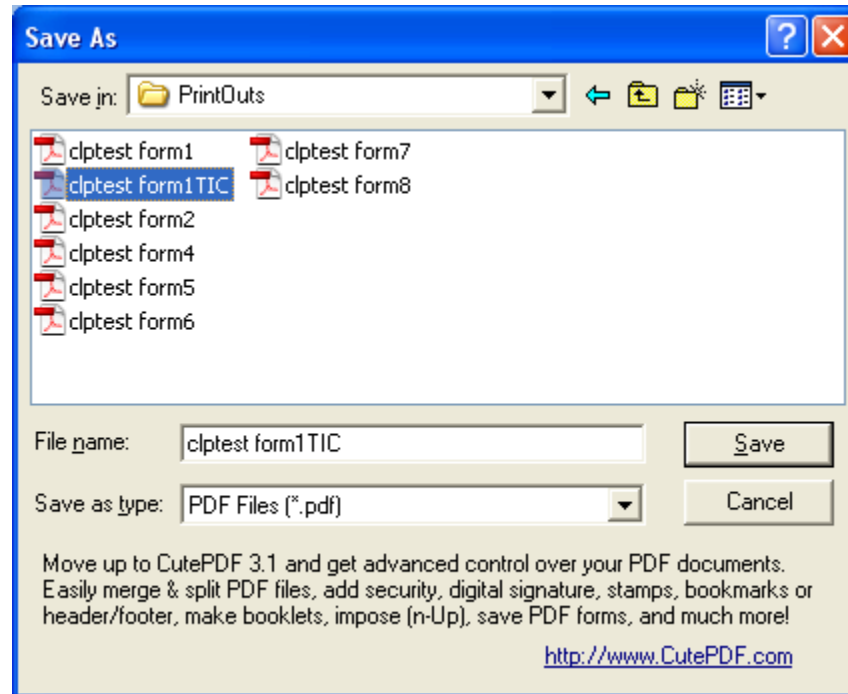 Save As
Save in: PrintOuts
clptest form1
clptest form1TIC
clptest form2
clptest form4
clptest form5
clptest form6
clptest form7
clptest form8
File name: clptest form1TIC
Save
Save as type: PDF Files (*.pdf)
Cancel
Move up to CutePDF 3.1 and get advanced control over your PDF documents.
Easily merge & split PDF files, add security, digital signature, stamps, bookmarks or
header/footer, make booklets, impose (n-Up), save PDF forms, and much more!
http://www.CutePDF.com